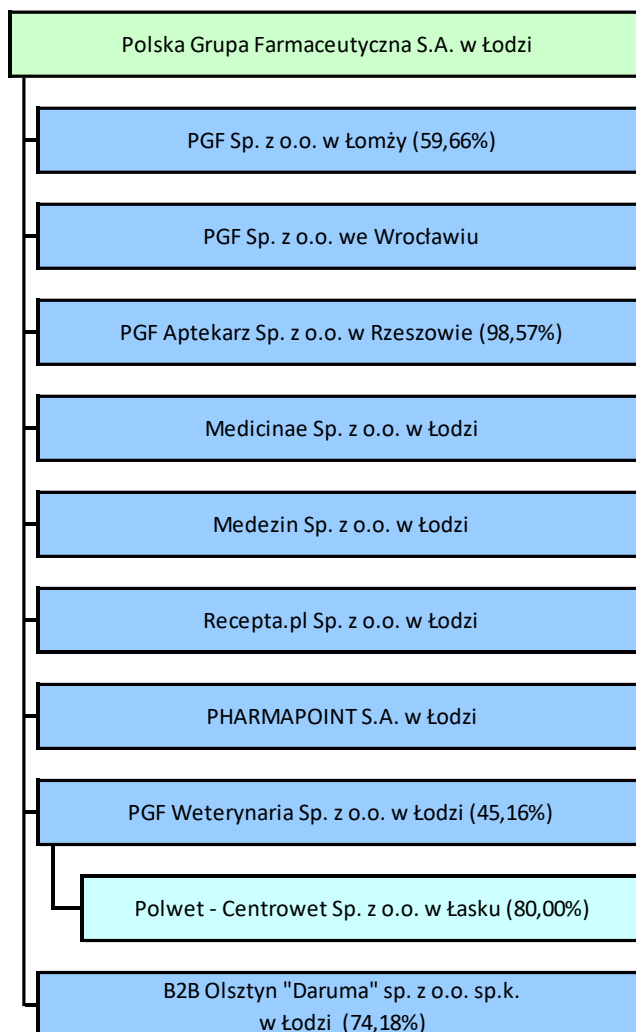 Polska Grupa Farmaceutyczna S.A. w Łodzi
PGF Sp. z o.o. w Łomży (59,66%)
PGF Sp. z o.o. we Wrocławiu
PGF Aptekarz Sp. z o.o. w Rzeszowie (98,57%)
Medicinae Sp. z o.o. w Łodzi
Medezin Sp. z o.o. w Łodzi
Recepta.pl Sp. z o.o. w Łodzi
PHARMAPOINT S.A. w Łodzi
PGF Weterynaria Sp. z o.o. w Łodzi (45,16%)
Polwet - Centrowet Sp. z o.o. w Łasku (80,00%)
B2B Olsztyn "Daruma" sp. z o.o. sp.k.
w Łodzi (74,18%)